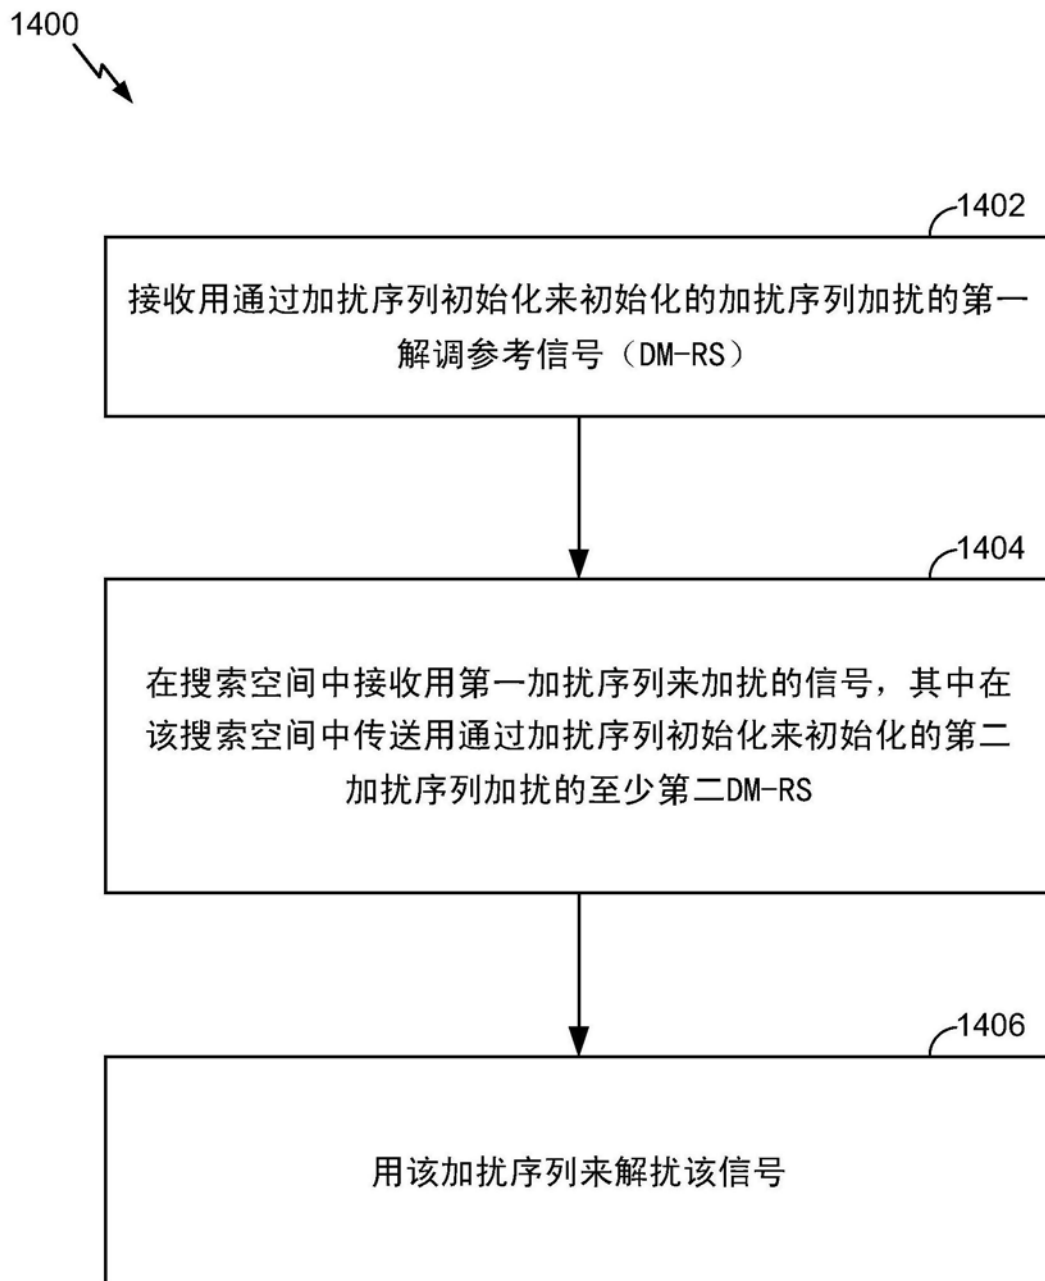 1400
1402
接收用通过加扰序列初始化来初始化的加扰序列加扰的第一
解调参考信号（DM-RS）
1404
在搜索空间中接收用第一加扰序列来加扰的信号，其中在
该搜索空间中传送用通过加扰序列初始化来初始化的第二
加扰序列加扰的至少第二DM-RS
1406
用该加扰序列来解扰该信号